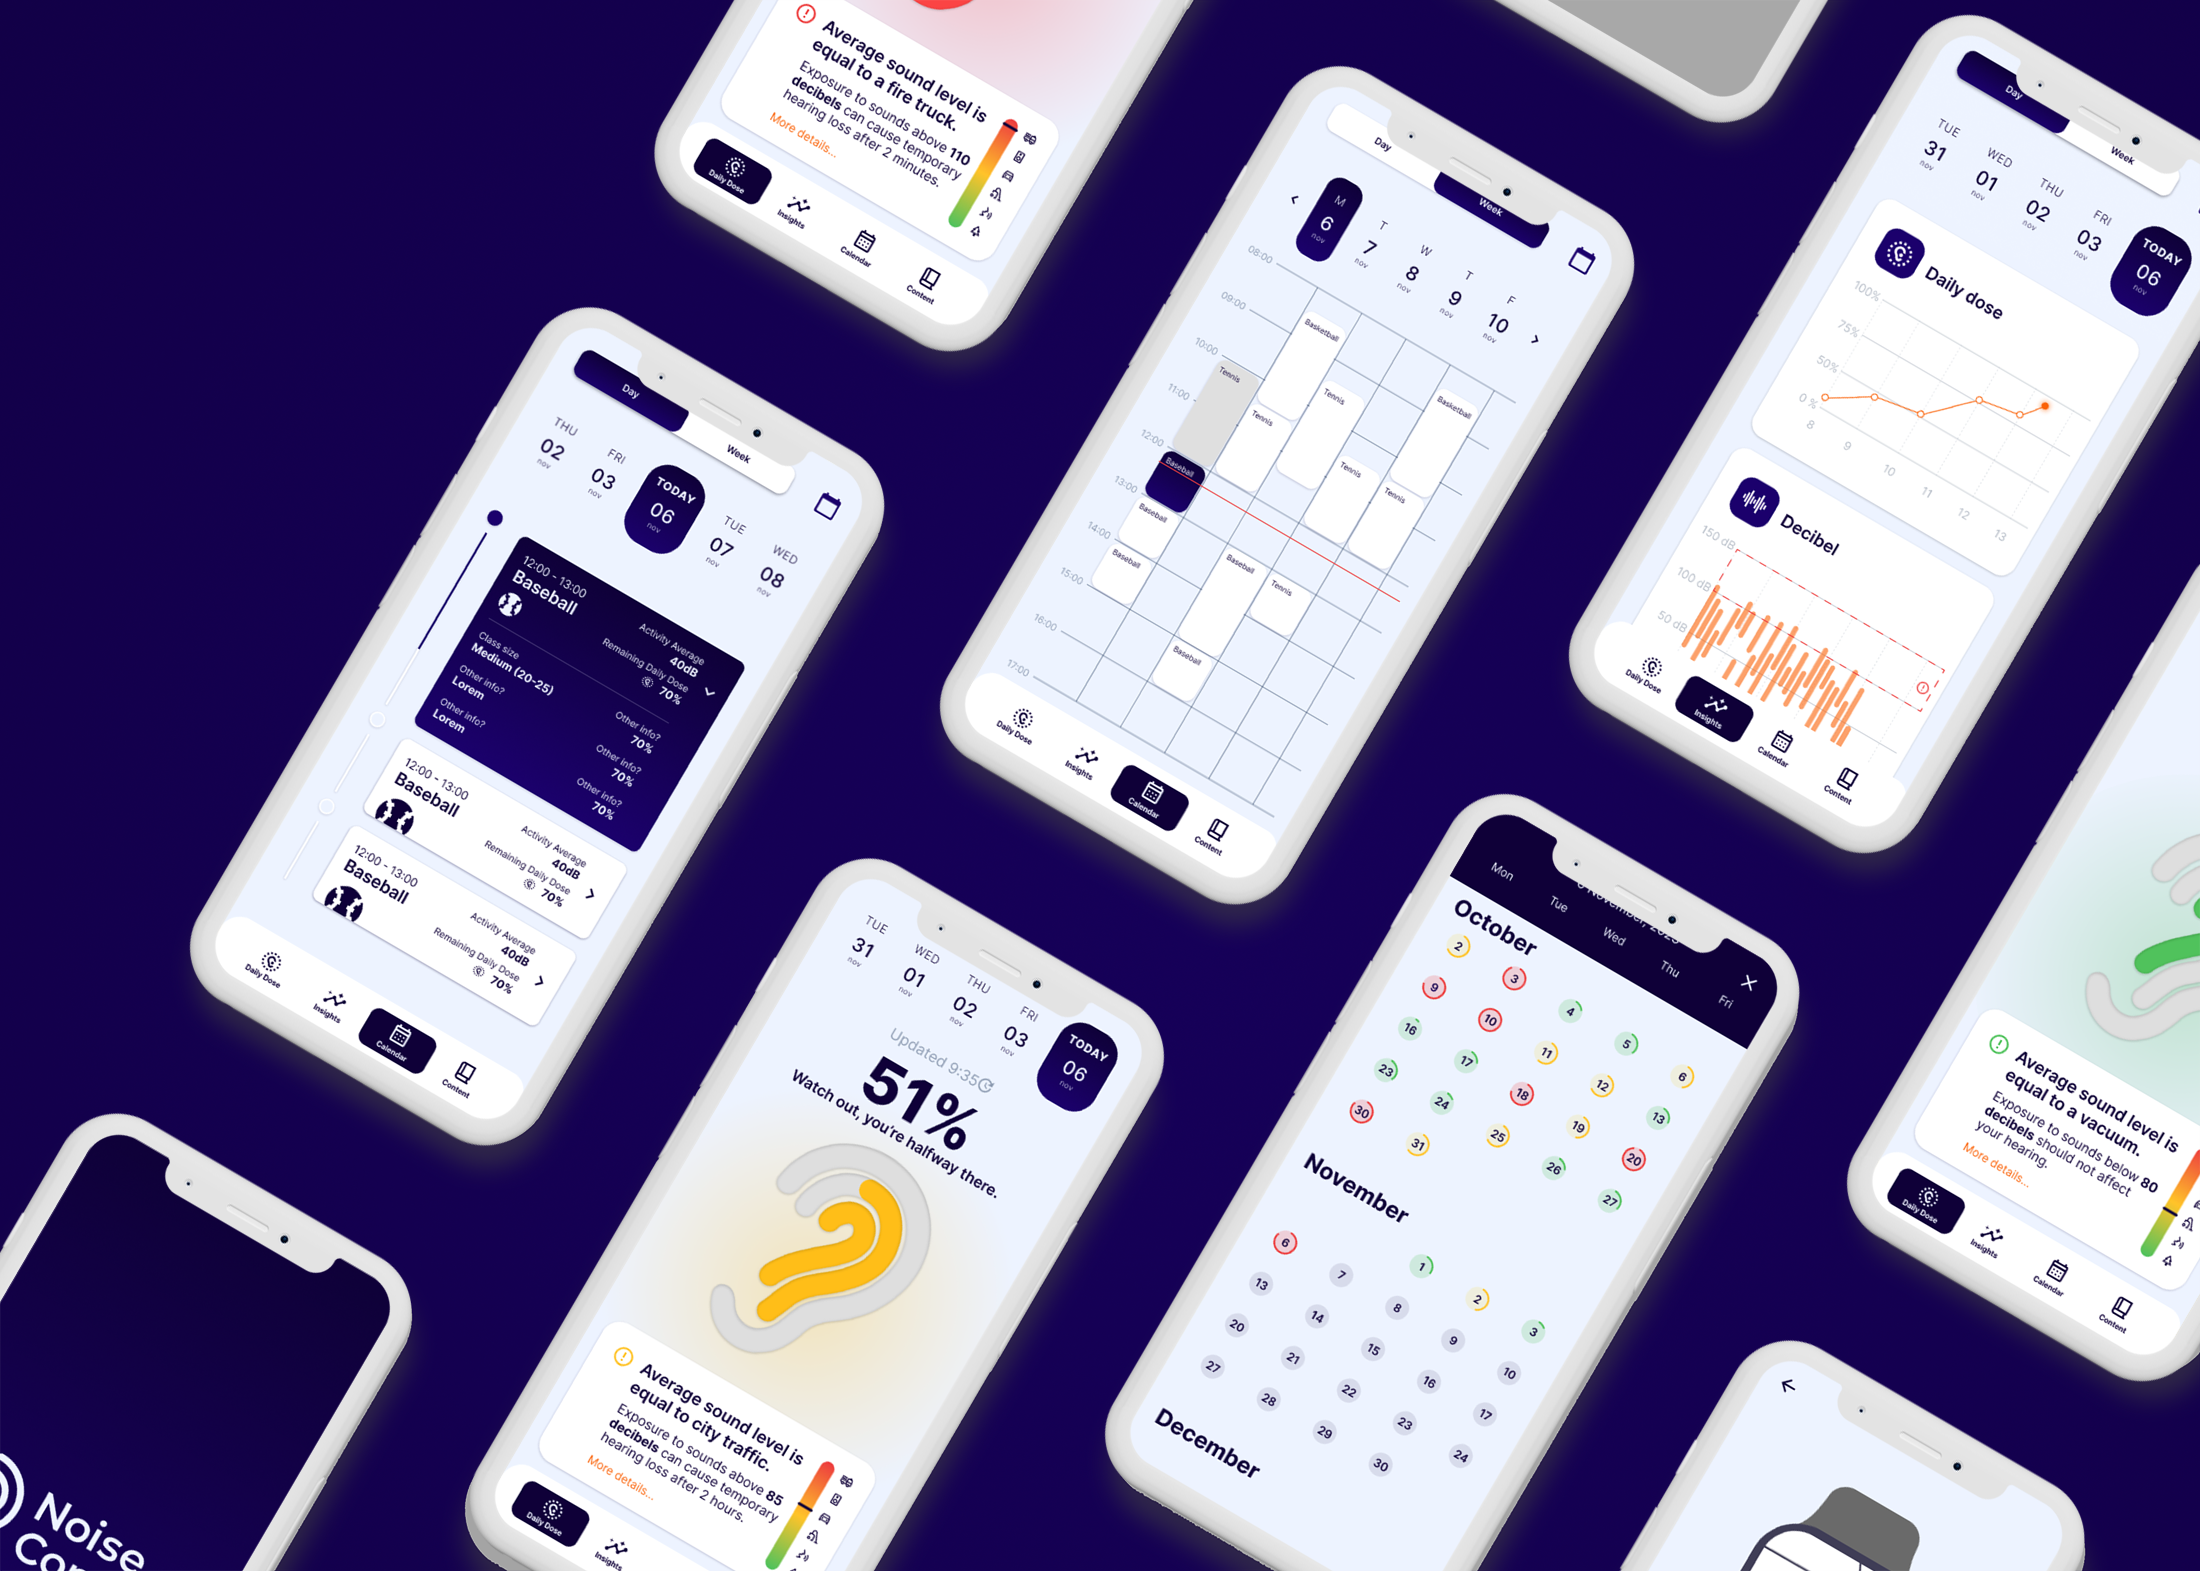 Average sound level is
equal to a fire truck.
Exposure to sounds above 110
decibels can cause temporary
hearing loss after 2 minutes.
More details...
Daily Dose
Insights
Calendar
Content
Day
Week
M
6
nov
T
7
nov
W
8
nov
T
9
nov
F
10
nov
08:00
09:00
10:00
11:00
12:00
13:00
14:00
15:00
16:00
17:00
Basketball
Tennis
Tennis
Tennis
Basketball
Baseball
Tennis
Tennis
Baseball
Baseball
Baseball
Tennis
Baseball
Daily Dose
Insights
Calendar
Content
Day
Week
TUE
31
nov
WED
01
nov
THU
02
nov
FRI
03
nov
TODAY
06
nov
Daily dose
100%
75%
50%
0 %
8
9
10
11
12
13
Decibel
150 dB
100 dB
50 dB
Daily Dose
Insights
Calendar
Content
Day
Week
THU
02
nov
FRI
03
nov
TODAY
06
nov
TUE
07
nov
WED
08
nov
12:00 - 13:00
Baseball
Activity Average
40dB
Remaining Daily Dose
70%
Class size
Medium (20-25)
Other info?
70%
Other info?
Lorem
Other info?
70%
Other info?
Lorem
Other info?
70%
12:00 - 13:00
Baseball
Activity Average
40dB
Remaining Daily Dose
70%
12:00 - 13:00
Baseball
Activity Average
40dB
Remaining Daily Dose
70%
Daily Dose
Insights
Calendar
Content
TUE
31
nov
WED
01
nov
THU
02
nov
FRI
03
nov
TODAY
06
nov
Updated 9:35
51%
Watch out, you're halfway there.
Average sound level is
equal to city traffic.
Exposure to sounds above 85
decibels can cause temporary
hearing loss after 2 hours.
More details...
Daily Dose
Insights
Mon
Tue
Wed
Thu
Fri
October
2 3 4 5 6
9 10 11 12 13
16 17 18 19 20
23 24 25 26 27
30 31
November
1 2 3
6 7 8 9 10
13 14 15 16 17
20 21 22 23 24
27 28 29 30
December
Average sound level is
equal to a vacuum.
Exposure to sounds below 80
decibels should not affect
your hearing.
More details...
Daily Dose
Insights
Calendar
Content
Noise